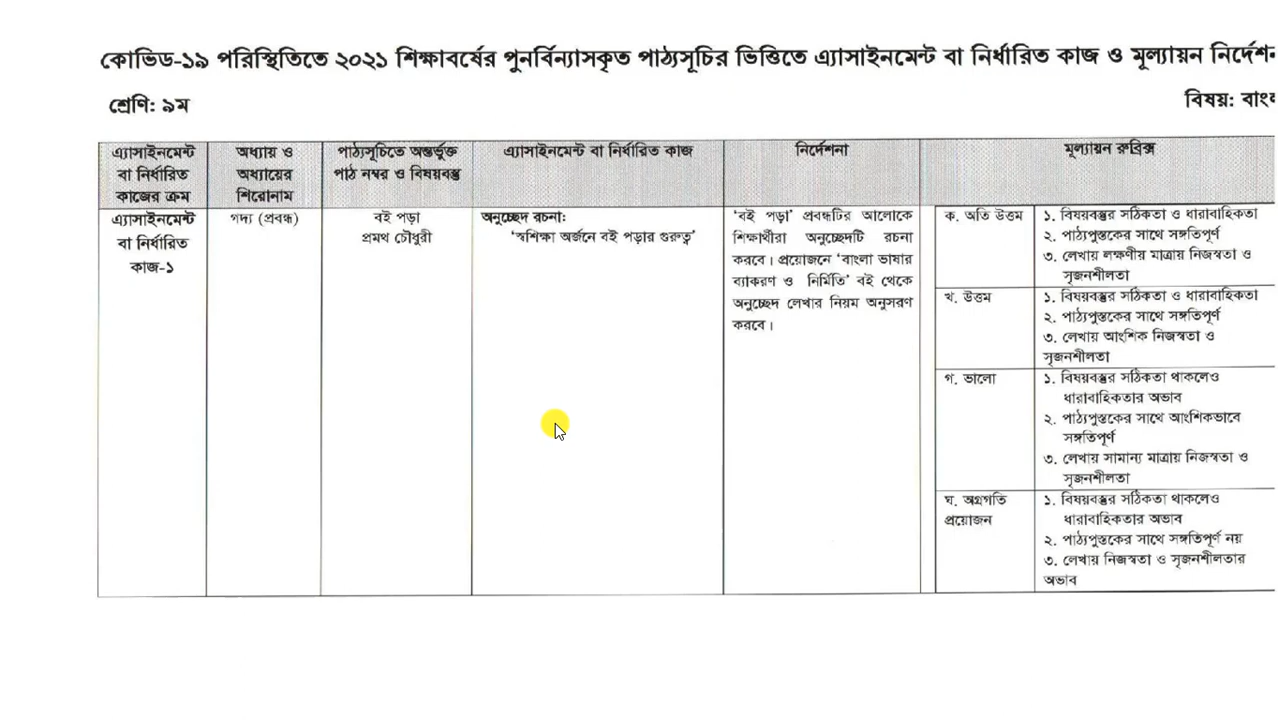 কোভিড-১৯ পরিস্থিতিতে ২০২১ শিক্ষাবর্ষের পুনর্বিন্যাসকৃত পাঠ্যসূচির ভিত্তিতে এ্যাসাইনমেন্ট বা নির্ধারিত কাজ ও মূল্যায়ন
শ্রেণি: ৯ম
বিষয়:
এ্যাসাইনমেন্ট
বা নির্ধারিত
কাজের ক্রম
অধ্যায় ও
অধ্যায়ের
শিরোনাম
পাঠ্যসূচিতে অন্তর্ভুক্ত
পাঠ নম্বর ও বিষয়বস্তু
এ্যাসাইনমেন্ট বা নির্ধারিত কাজ
নির্দেশনা
মূল্যায়ন রুব্রিক্স
এ্যাসাইনমেন্ট
বা নির্ধারিত
কাজ-১
গদ্য (প্রবন্ধ)
বই পড়া
প্রমথ চৌধুরী
অনুচ্ছেদ রচনা:
‘স্বশিক্ষা অর্জনে বই পড়ার গুরুত্ব’
‘বই পড়া’ প্রবন্ধটির আলোকে
শিক্ষার্থীরা অনুচ্ছেদটি রচনা
করবে। প্রয়োজনে ‘বাংলা ভাষার
ব্যাকরণ ও নির্মিতি’ বই থেকে
অনুচ্ছেদ লেখার নিয়ম অনুসরণ
করবে।
ক. অতি উত্তম
১. বিষয়বস্তুর সঠিকতা ও ধারাবাহিকতা
২. পাঠ্যপুস্তকের সাথে সঙ্গতিপূর্ণ
৩. লেখায় লক্ষণীয় মাত্রায় নিজস্বতা ও
সৃজনশীলতা
খ. উত্তম
১. বিষয়বস্তুর সঠিকতা ও ধারাবাহিকতা
২. পাঠ্যপুস্তকের সাথে সঙ্গতিপূর্ণ
৩. লেখায় আংশিক নিজস্বতা ও
সৃজনশীলতা
গ. ভালো
১. বিষয়বস্তুর সঠিকতা থাকলেও
ধারাবাহিকতার অভাব
২. পাঠ্যপুস্তকের সাথে আংশিকভাবে
সঙ্গতিপূর্ণ
৩. লেখায় সামান্য মাত্রায় নিজস্বতা ও
সৃজনশীলতা
ঘ. অগ্রগতি
প্রয়োজন
১. বিষয়বস্তুর সঠিকতা থাকলেও
ধারাবাহিকতার অভাব
২. পাঠ্যপুস্তকের সাথে সঙ্গতিপূর্ণ নয়
৩. লেখায় নিজস্বতা ও সৃজনশীলতার
অভাব